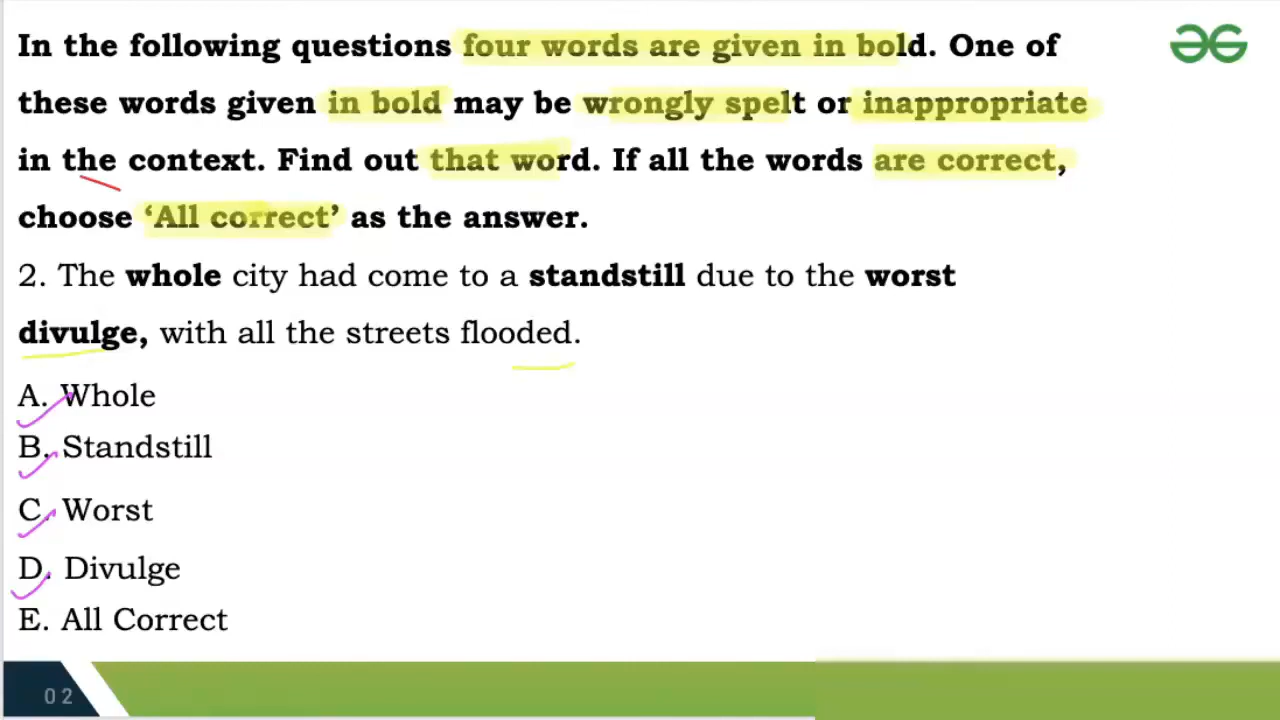 In the following questions four words are given in bold. One of
these words given in bold may be wrongly spelt or inappropriate
in the context. Find out that word. If all the words are correct,
choose ‘All correct’ as the answer.
2. The whole city had come to a standstill due to the worst
divulge, with all the streets flooded.
A. Whole
B. Standstill
C. Worst
D. Divulge
E. All Correct
02